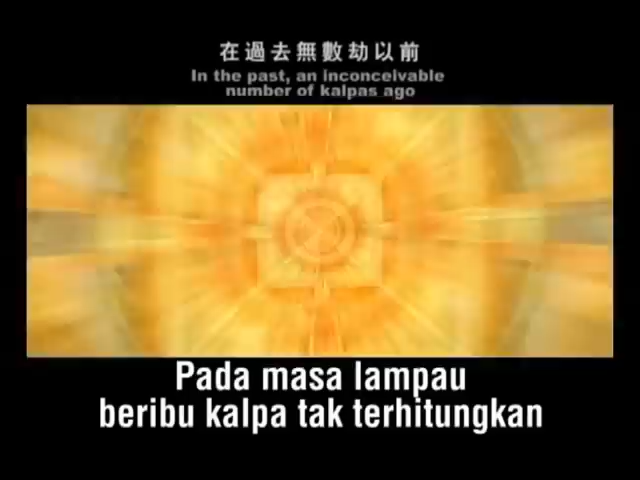 在過去無數劫以前
In the past, an inconceivable
number of kalpas ago
Pada masa lampau
beribu kalpa tak terhitungkan